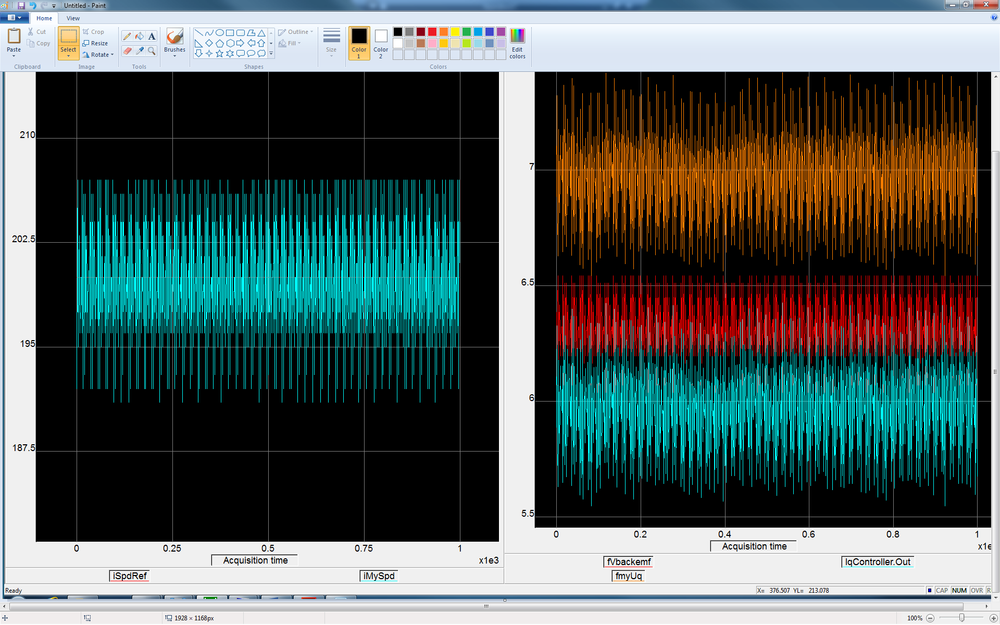 Untitled - Paint
Home View
Paste Cut Copy Clipboard
Select Crop Resize Rotate Image
Tools
Brushes
Outline Fill Shapes
Size
Color 1
Color 2
Edit colors
Colors
210
202.5
195
187.5
0 0.25 0.5 0.75 1
Acquisition time
x1e3
iSpdRef iMySpd
7
6.5
6
5.5
0 0.2 0.4 0.6 0.8 1
Acquisition time
x1e
fVbackemf IqController.Out
fmyUq
Ready X= 376.507 YL= 213.078 CAP NUM OVR R
1928 × 1168px 100%